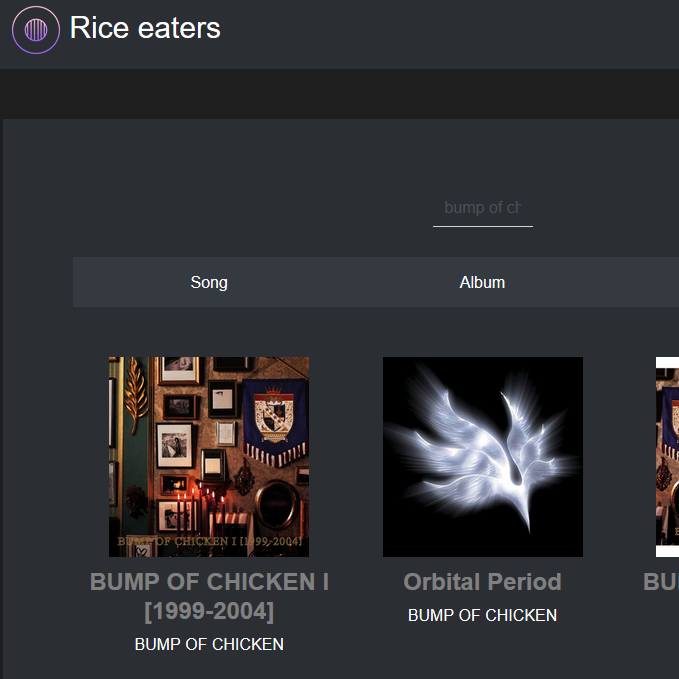 Rice eaters
bump of ch
Song
Album
BUMP OF CHICKEN I [1999-2004]
BUMP OF CHICKEN I
[1999-2004]
BUMP OF CHICKEN
Orbital Period
BUMP OF CHICKEN
BU